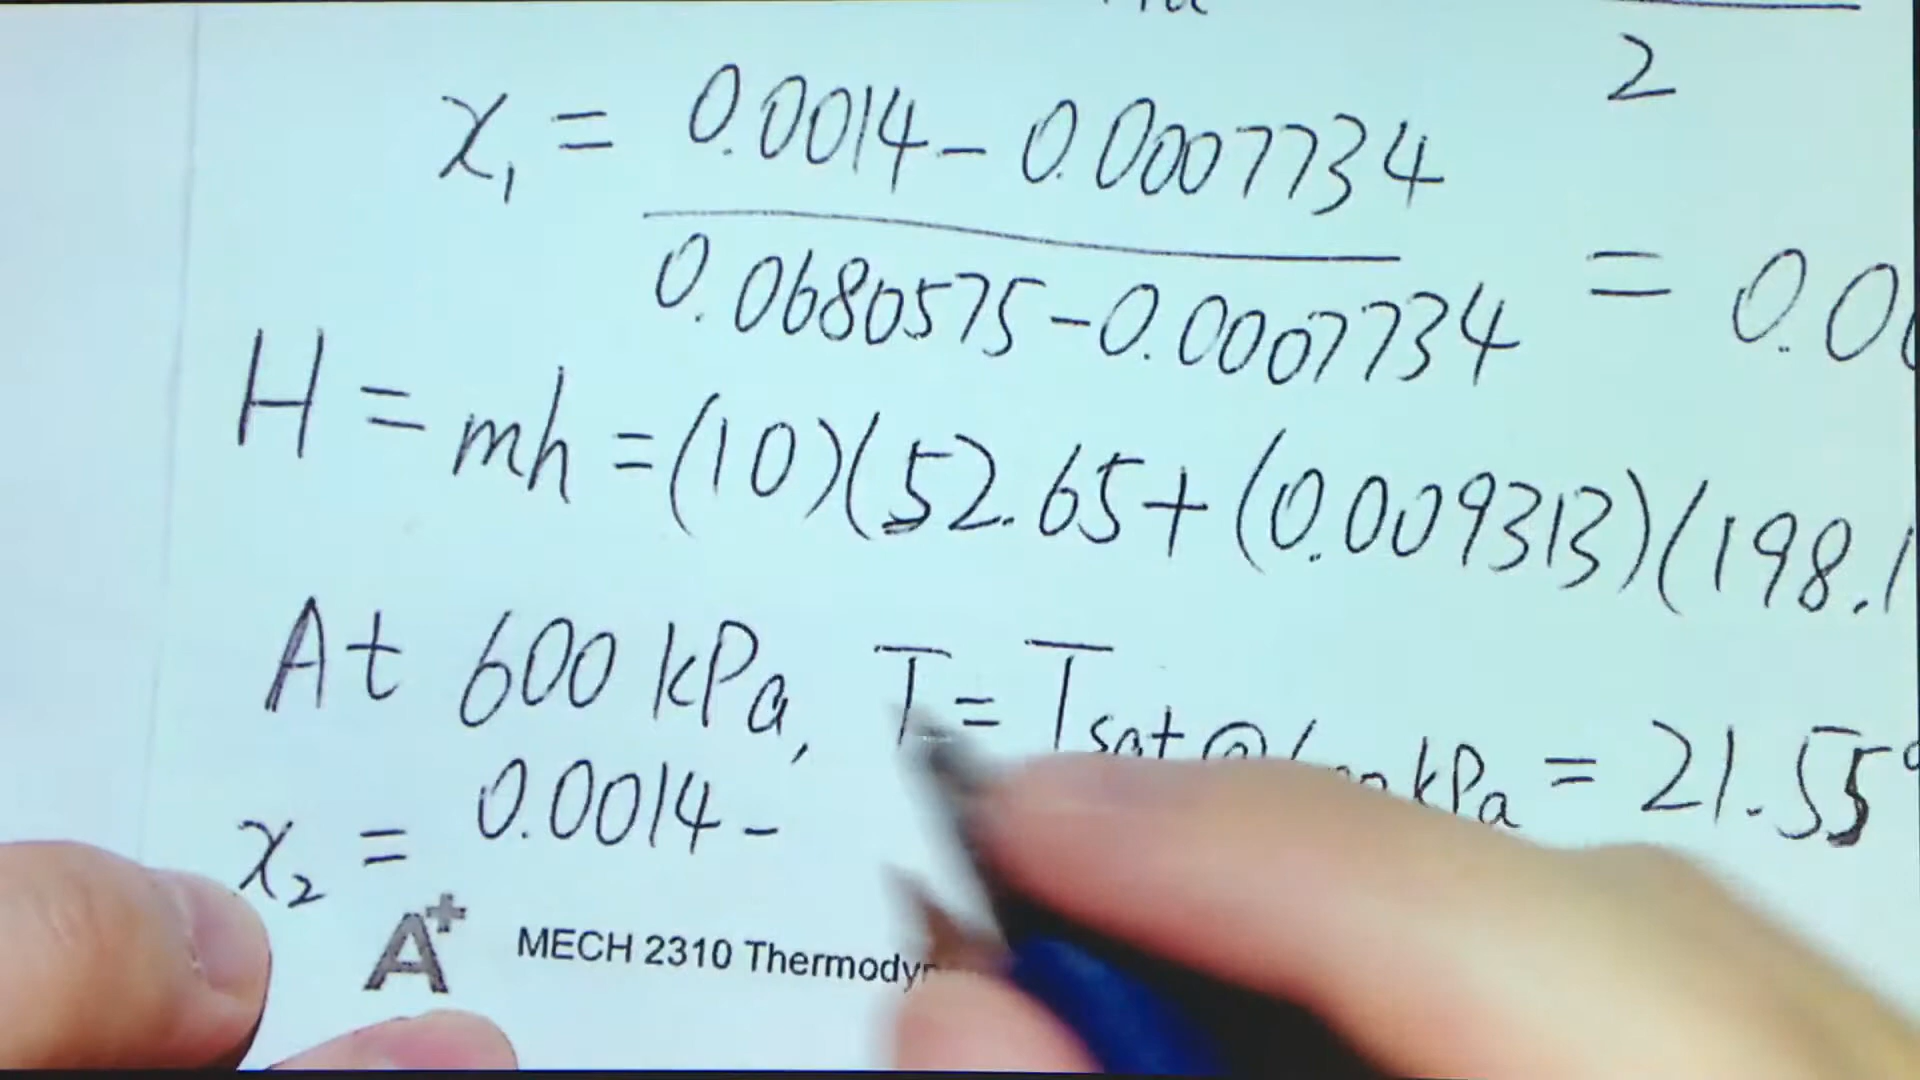 2
x₁ = 0.0014 - 0.0007734
0.0680575 - 0.0007734 = 0.0
H = mh = (10)(52.65 + (0.009313)(198.1
At 600 kPa, T = Tsat@600 kPa = 21.55°
x₂ = 0.0014 -
A+ MECH 2310